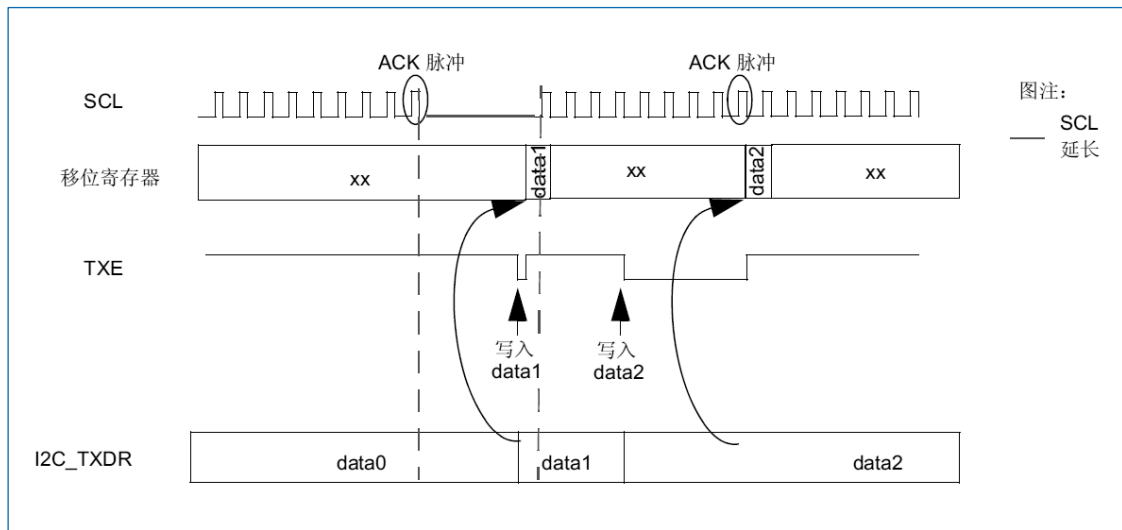 ACK 脉冲
ACK 脉冲
SCL
图注:
SCL
延长
移位寄存器
xx
data1
xx
data2
xx
TXE
写入
data1
写入
data2
I2C_TXDR
data0
data1
data2